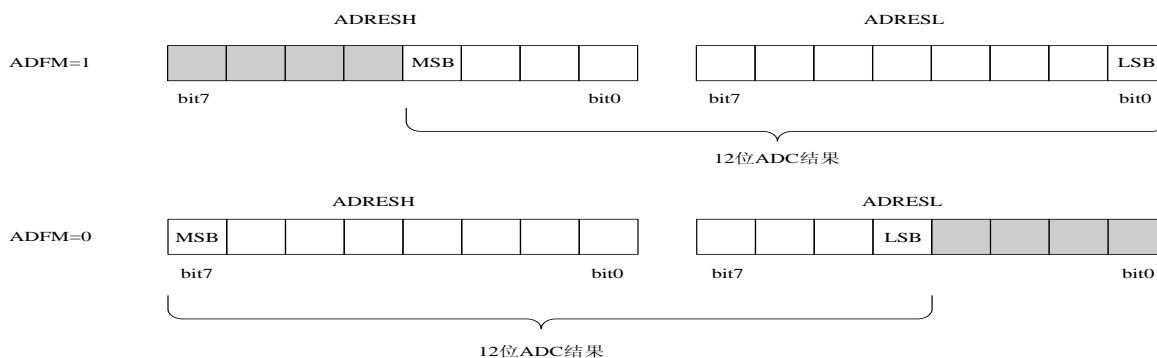 ADRESH ADRESL
ADFM=1 MSB LSB
bit7 bit0 bit7 bit0
12位ADC结果
ADRESH ADRESL
ADFM=0 MSB LSB
bit7 bit0 bit7 bit0
12位ADC结果